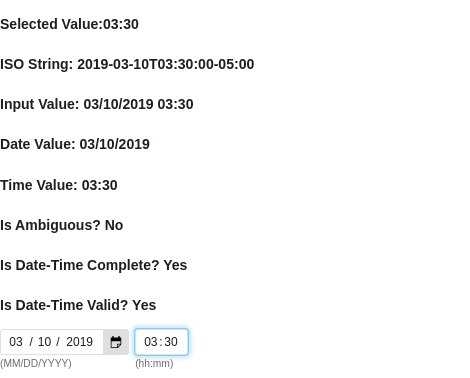 Selected Value:03:30
ISO String: 2019-03-10T03:30:00-05:00
Input Value: 03/10/2019 03:30
Date Value: 03/10/2019
Time Value: 03:30
Is Ambiguous? No
Is Date-Time Complete? Yes
Is Date-Time Valid? Yes
03 / 10 / 2019 03:30
(MM/DD/YYYY) (hh:mm)